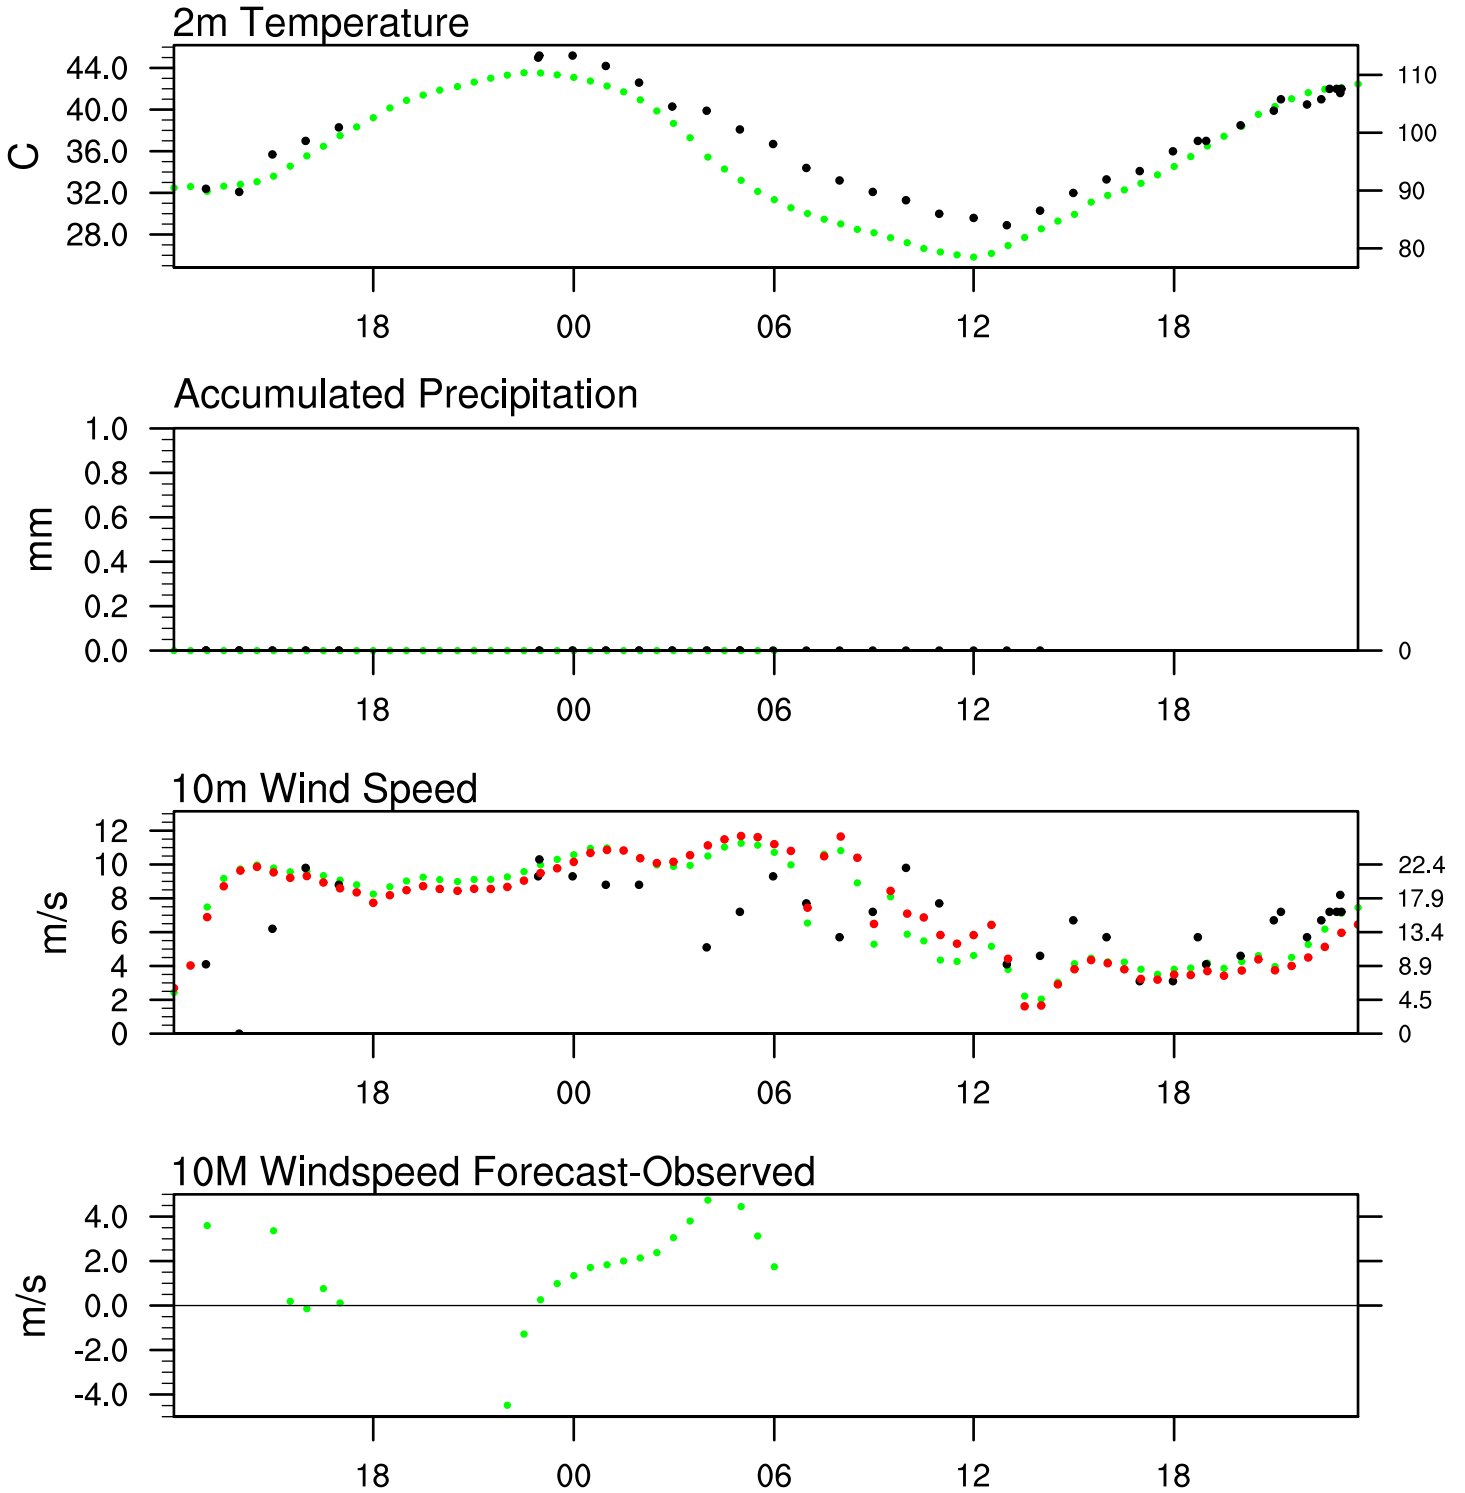 2m Temperature
C
44.0
40.0
36.0
32.0
28.0
110
100
90
80
18 00 06 12 18
Accumulated Precipitation
mm
1.0
0.8
0.6
0.4
0.2
0.0
0
18 00 06 12 18
10m Wind Speed
m/s
12
10
8
6
4
2
0
22.4
17.9
13.4
8.9
4.5
0
18 00 06 12 18
10M Windspeed Forecast-Observed
m/s
4.0
2.0
0.0
-2.0
-4.0
18 00 06 12 18